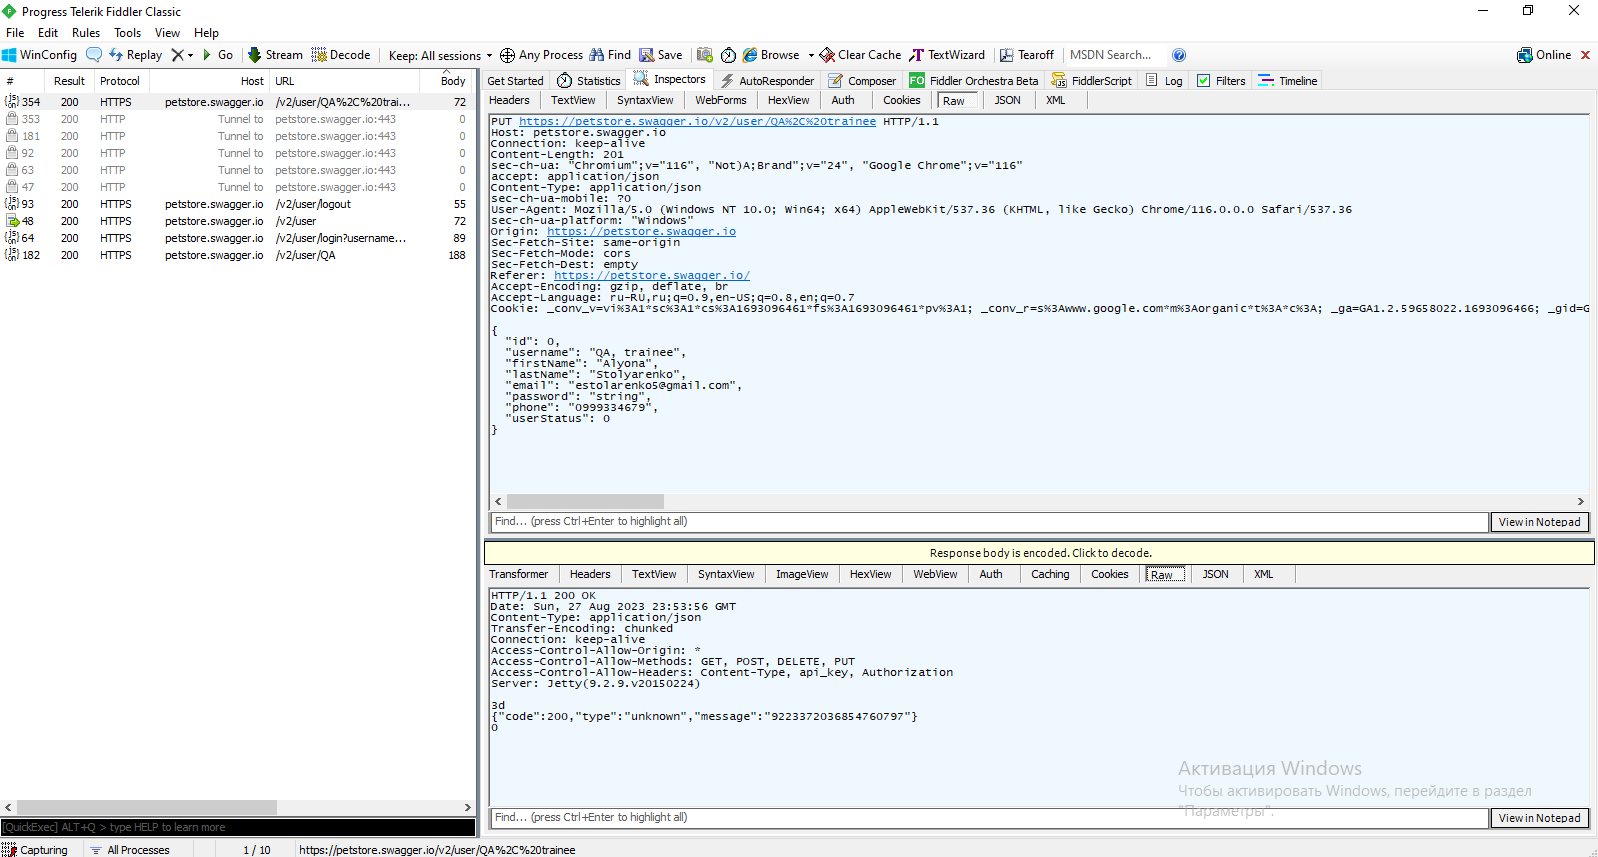 Progress Telerik Fiddler Classic
File Edit Rules Tools View Help
WinConfig Replay Go Stream Decode Keep: All sessions Any Process Find Save Browse Clear Cache TextWizard Tearoff MSDN Search... Online
# Result Protocol Host URL Body
354 200 HTTPS petstore.swagger.io /v2/user/QA%2C%20trai... 72
353 200 HTTP Tunnel to petstore.swagger.io:443 0
181 200 HTTP Tunnel to petstore.swagger.io:443 0
92 200 HTTP Tunnel to petstore.swagger.io:443 0
63 200 HTTP Tunnel to petstore.swagger.io:443 0
47 200 HTTP Tunnel to petstore.swagger.io:443 0
93 200 HTTPS petstore.swagger.io /v2/user/logout 55
48 200 HTTPS petstore.swagger.io /v2/user 72
64 200 HTTPS petstore.swagger.io /v2/user/login?username... 89
182 200 HTTPS petstore.swagger.io /v2/user/QA 188
[QuickExec] ALT+Q > type HELP to learn more
Get Started Statistics Inspectors AutoResponder Composer FO Fiddler Orchestra Beta FiddlerScript Log Filters Timeline
Headers TextView SyntaxView WebForms HexView Auth Cookies Raw JSON XML
PUT https://petstore.swagger.io/v2/user/QA%2C%20trainee HTTP/1.1
Host: petstore.swagger.io
Connection: keep-alive
Content-Length: 201
sec-ch-ua: "Chromium";v="116", "Not)A;Brand";v="24", "Google Chrome";v="116"
accept: application/json
Content-Type: application/json
sec-ch-ua-mobile: ?0
User-Agent: Mozilla/5.0 (Windows NT 10.0; Win64; x64) AppleWebKit/537.36 (KHTML, like Gecko) Chrome/116.0.0.0 Safari/537.36
sec-ch-ua-platform: "Windows"
Origin: https://petstore.swagger.io
Sec-Fetch-Site: same-origin
Sec-Fetch-Mode: cors
Sec-Fetch-Dest: empty
Referer: https://petstore.swagger.io/
Accept-Encoding: gzip, deflate, br
Accept-Language: ru-RU,ru;q=0.9,en-US;q=0.8,en;q=0.7
Cookie: _conv_v=vi%3A1*sc%3A1*cs%3A1693096461*fs%3A1693096461*pv%3A1; _conv_r=s%3Awww.google.com*m%3Aorganic*t%3A*c%3A; _ga=GA1.2.59658022.1693096466; _gid=G
{
"id": 0,
"username": "QA, trainee",
"firstName": "Alyona",
"lastName": "Stolyarenko",
"email": "estolarenko5@gmail.com",
"password": "string",
"phone": "0999334679",
"userStatus": 0
}
Find... (press Ctrl+Enter to highlight all) View in Notepad
Response body is encoded. Click to decode.
Transformer Headers TextView SyntaxView ImageView HexView WebView Auth Caching Cookies Raw JSON XML
HTTP/1.1 200 OK
Date: Sun, 27 Aug 2023 23:53:56 GMT
Content-Type: application/json
Transfer-Encoding: chunked
Connection: keep-alive
Access-Control-Allow-Origin: *
Access-Control-Allow-Methods: GET, POST, DELETE, PUT
Access-Control-Allow-Headers: Content-Type, api_key, Authorization
Server: Jetty(9.2.9.v20150224)
3d
{"code":200,"type":"unknown","message":"9223372036854760797"}
0
Активация Windows
Чтобы активировать Windows, перейдите в раздел
"Параметры".
Find... (press Ctrl+Enter to highlight all) View in Notepad
Capturing All Processes 1 / 10 https://petstore.swagger.io/v2/user/QA%2C%20trainee